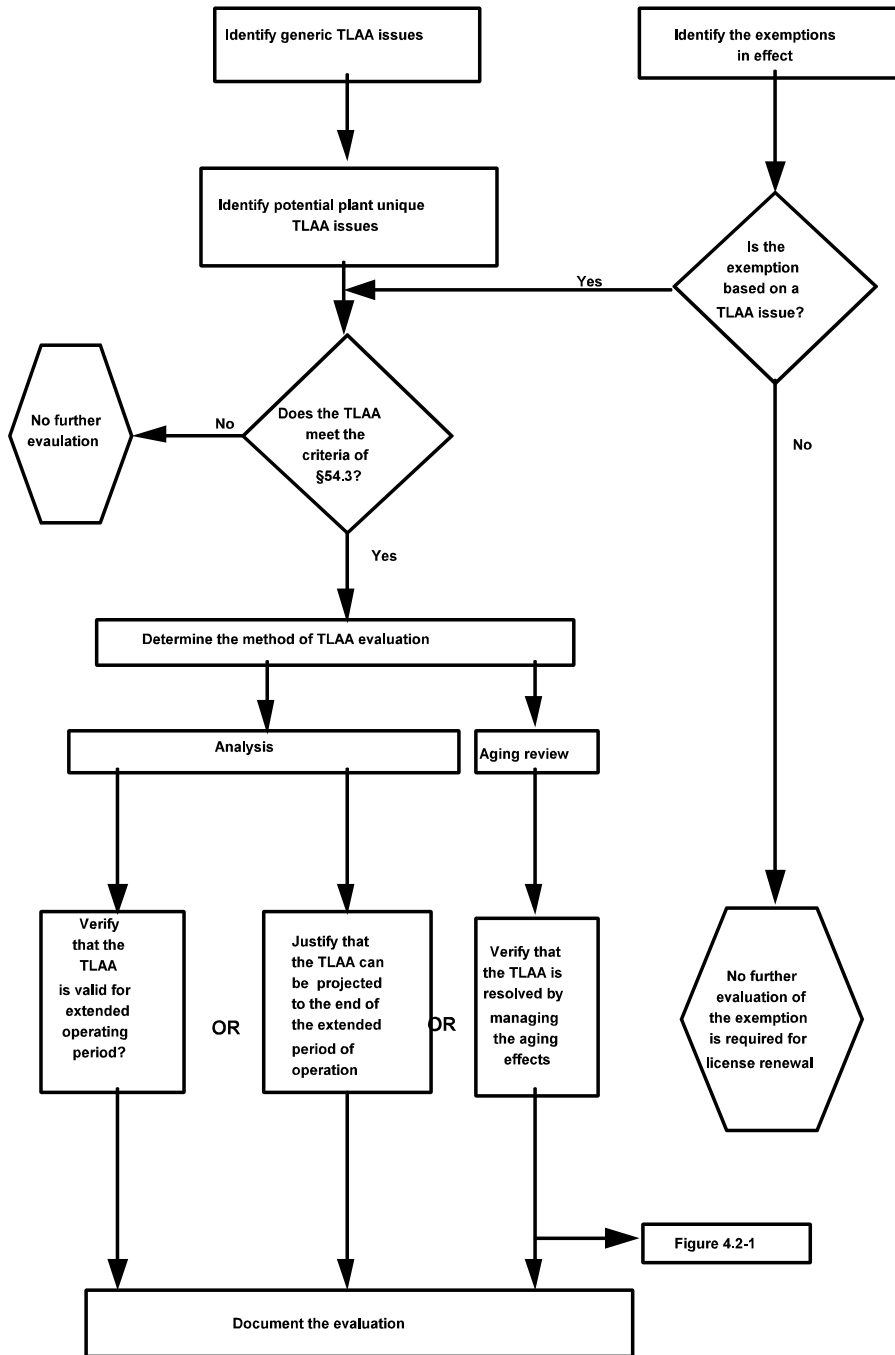 Identify generic TLAA issues
Identify the exemptions
in effect
Identify potential plant unique
TLAA issues
Is the
exemption
based on a
TLAA issue?
Yes
No further
evaulation
No
Does the TLAA
meet the
criteria of
§54.3?
No
Yes
Determine the method of TLAA evaluation
Analysis
Aging review
Verify
that the
TLAA
is valid for
extended
operating
period?
OR
Justify that
the TLAA can
be projected
to the end of
the extended
period of
operation
OR
Verify that
the TLAA is
resolved by
managing
the aging
effects
No further
evaluation of
the exemption
is required for
license renewal
Figure 4.2-1
Document the evaluation